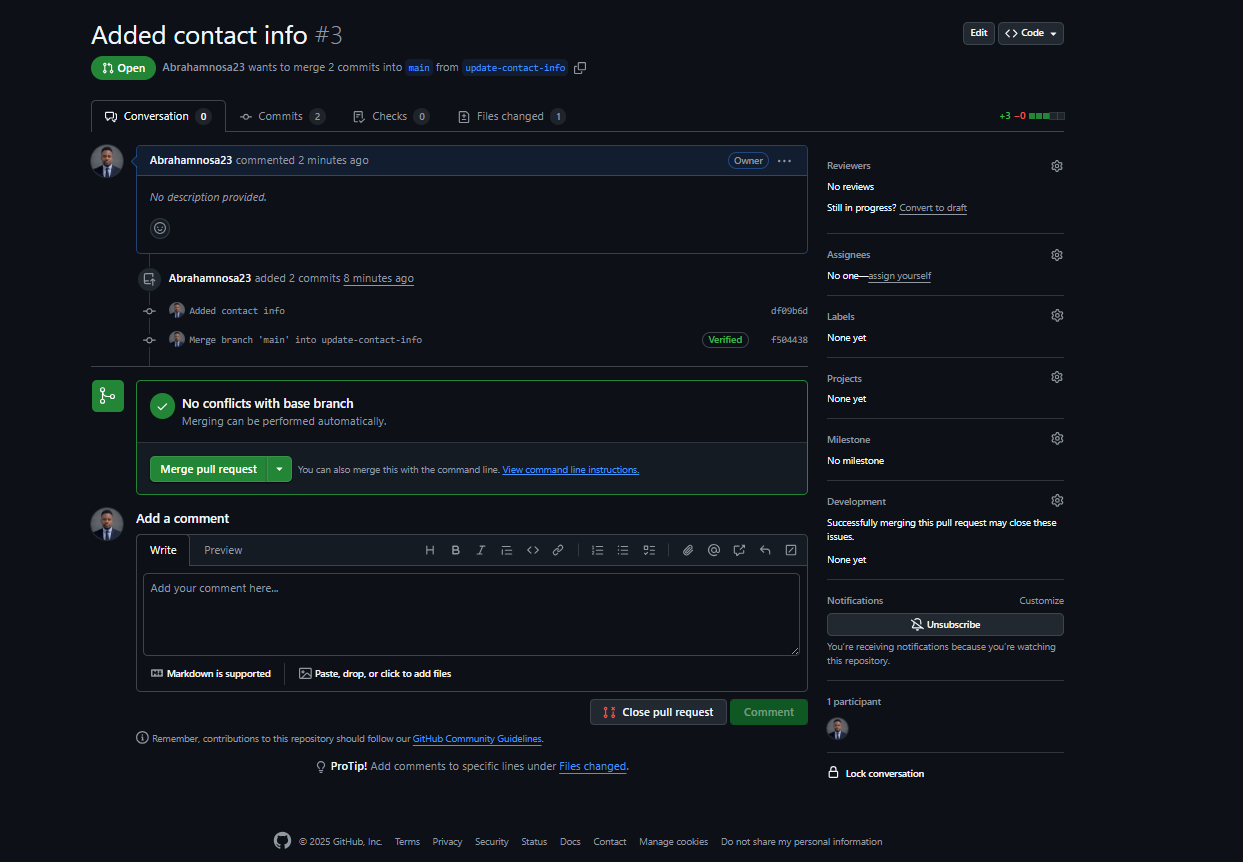 Added contact info #3
Edit
Code
Open
Abrahamnosa23 wants to merge 2 commits into main from update-contact-info
Conversation 0
Commits 2
Checks 0
Files changed 1
+3 −0
Abrahamnosa23 commented 2 minutes ago
Owner
No description provided.
Abrahamnosa23 added 2 commits 8 minutes ago
Added contact info
df09b6d
Merge branch 'main' into update-contact-info
Verified
f504438
No conflicts with base branch
Merging can be performed automatically.
Merge pull request
You can also merge this with the command line. View command line instructions.
Add a comment
Write
Preview
Add your comment here...
Markdown is supported
Paste, drop, or click to add files
Close pull request
Comment
Remember, contributions to this repository should follow our GitHub Community Guidelines.
ProTip! Add comments to specific lines under Files changed.
Reviewers
No reviews
Still in progress? Convert to draft
Assignees
No one—assign yourself
Labels
None yet
Projects
None yet
Milestone
No milestone
Development
Successfully merging this pull request may close these
issues.
None yet
Notifications
Customize
Unsubscribe
You're receiving notifications because you're watching
this repository.
1 participant
Lock conversation
© 2025 GitHub, Inc.
Terms
Privacy
Security
Status
Docs
Contact
Manage cookies
Do not share my personal information